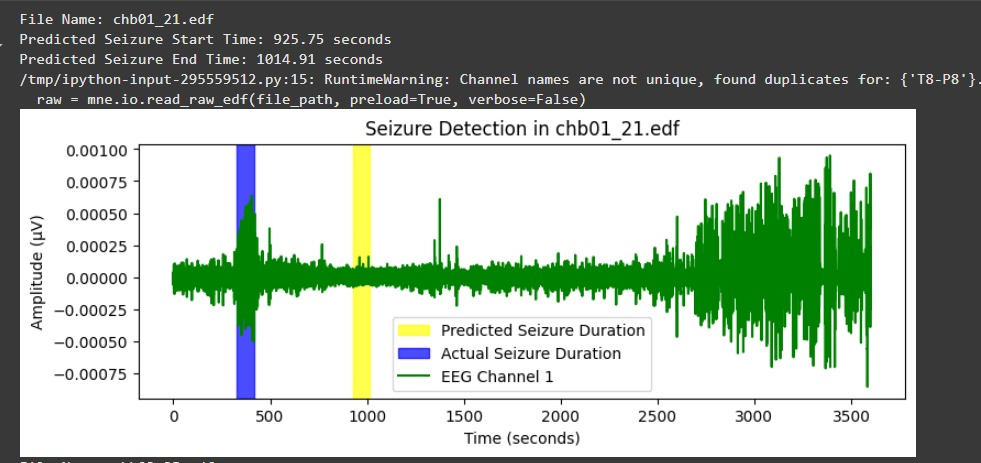 File Name: chb01_21.edf
Predicted Seizure Start Time: 925.75 seconds
Predicted Seizure End Time: 1014.91 seconds
/tmp/ipython-input-295559512.py:15: RuntimeWarning: Channel names are not unique, found duplicates for: {'T8-P8'}.
raw = mne.io.read_raw_edf(file_path, preload=True, verbose=False)
Seizure Detection in chb01_21.edf
Amplitude (µV)
0.00100
0.00075
0.00050
0.00025
0.00000
−0.00025
−0.00050
−0.00075
Predicted Seizure Duration
Actual Seizure Duration
EEG Channel 1
0 500 1000 1500 2000 2500 3000 3500
Time (seconds)